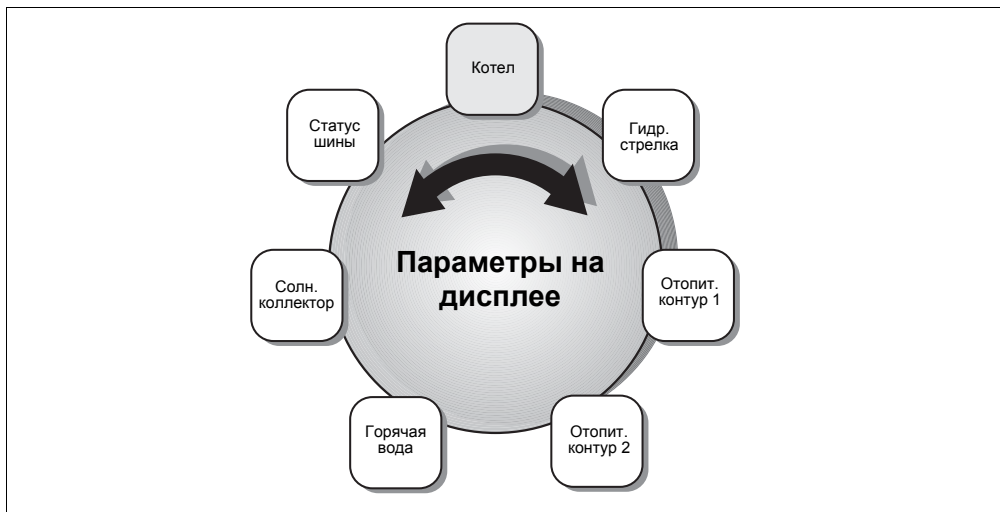 Котел
Гидр.
стрелка
Отопит.
контур 1
Отопит.
контур 2
Горячая
вода
Солн.
коллектор
Статус
шины
Параметры на
дисплее